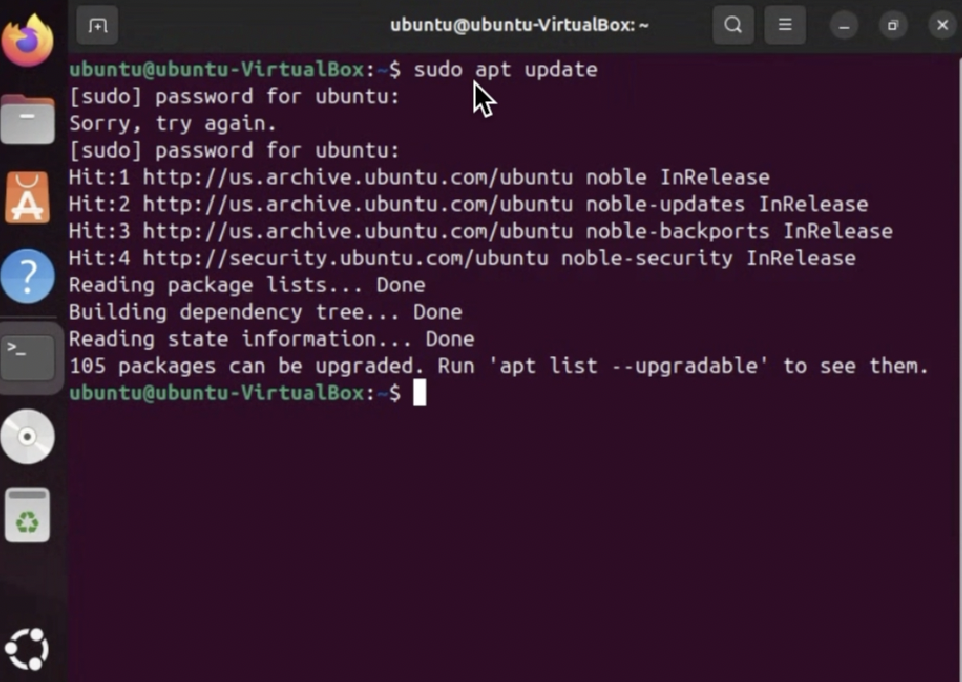 ubuntu@ubuntu-VirtualBox: ~
ubuntu@ubuntu-VirtualBox:~$ sudo apt update
[sudo] password for ubuntu:
Sorry, try again.
[sudo] password for ubuntu:
Hit:1 http://us.archive.ubuntu.com/ubuntu noble InRelease
Hit:2 http://us.archive.ubuntu.com/ubuntu noble-updates InRelease
Hit:3 http://us.archive.ubuntu.com/ubuntu noble-backports InRelease
Hit:4 http://security.ubuntu.com/ubuntu noble-security InRelease
Reading package lists... Done
Building dependency tree... Done
Reading state information... Done
105 packages can be upgraded. Run 'apt list --upgradable' to see them.
ubuntu@ubuntu-VirtualBox:~$